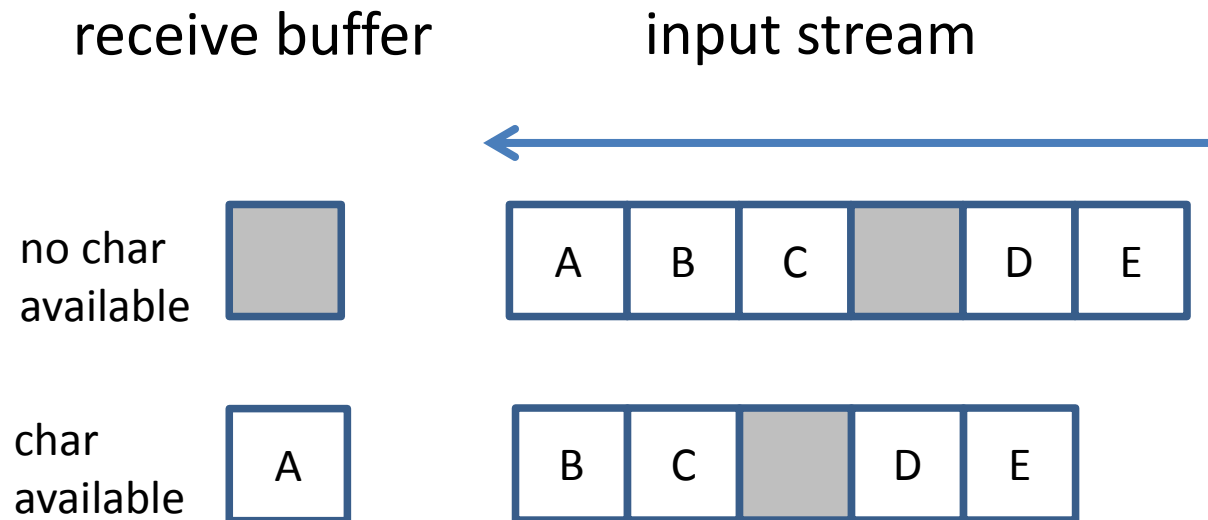 receive buffer input stream
no char
available
A B C D E
char
available
A
B C D E